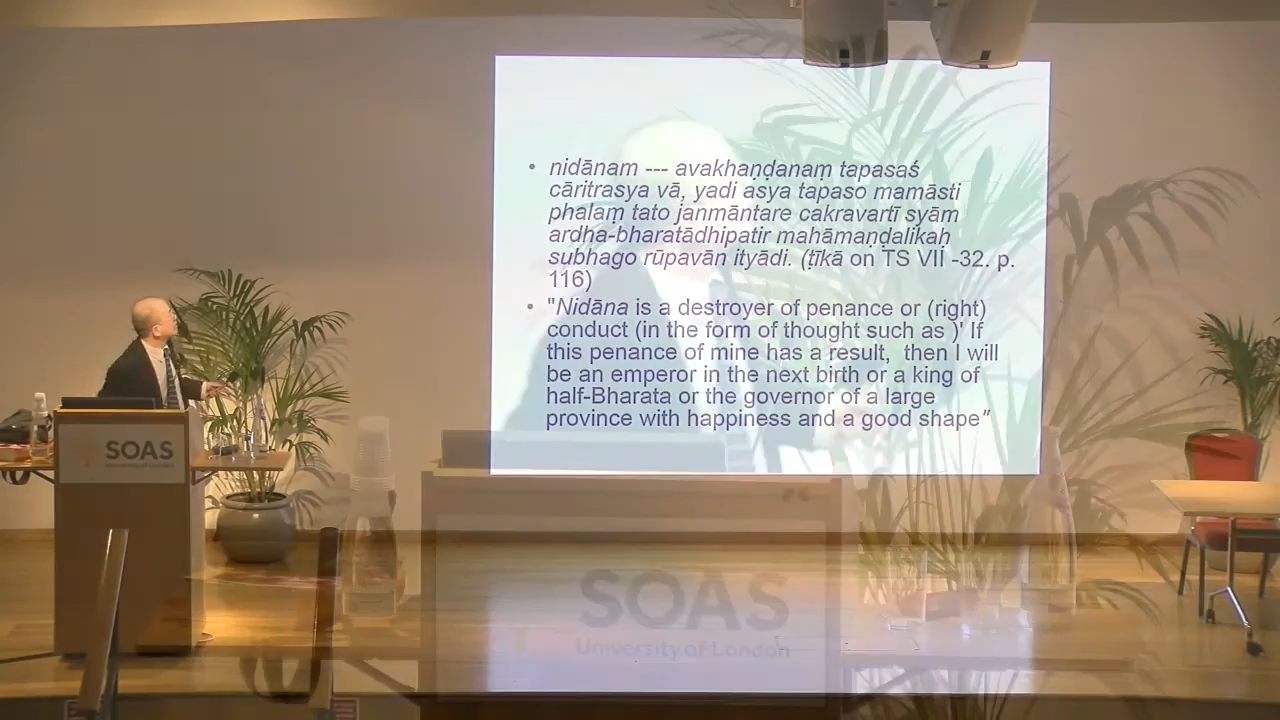 • nidānam --- avakhaṇḍanaṃ tapasaś
cāritrasya vā, yadi asya tapaso mamāsti
phalaṃ tato janmāntare cakravartī syām
ardha-bharatādhipatir mahāmaṇḍalikaḥ
subhago rūpavān ityādi. (ṭīkā on TS VII -32. p.
116)
• "Nidāna is a destroyer of penance or (right)
conduct (in the form of thought such as )' If
this penance of mine has a result, then I will
be an emperor in the next birth or a king of
half-Bharata or the governor of a large
province with happiness and a good shape"
SOAS
University of London
SOAS
University of London